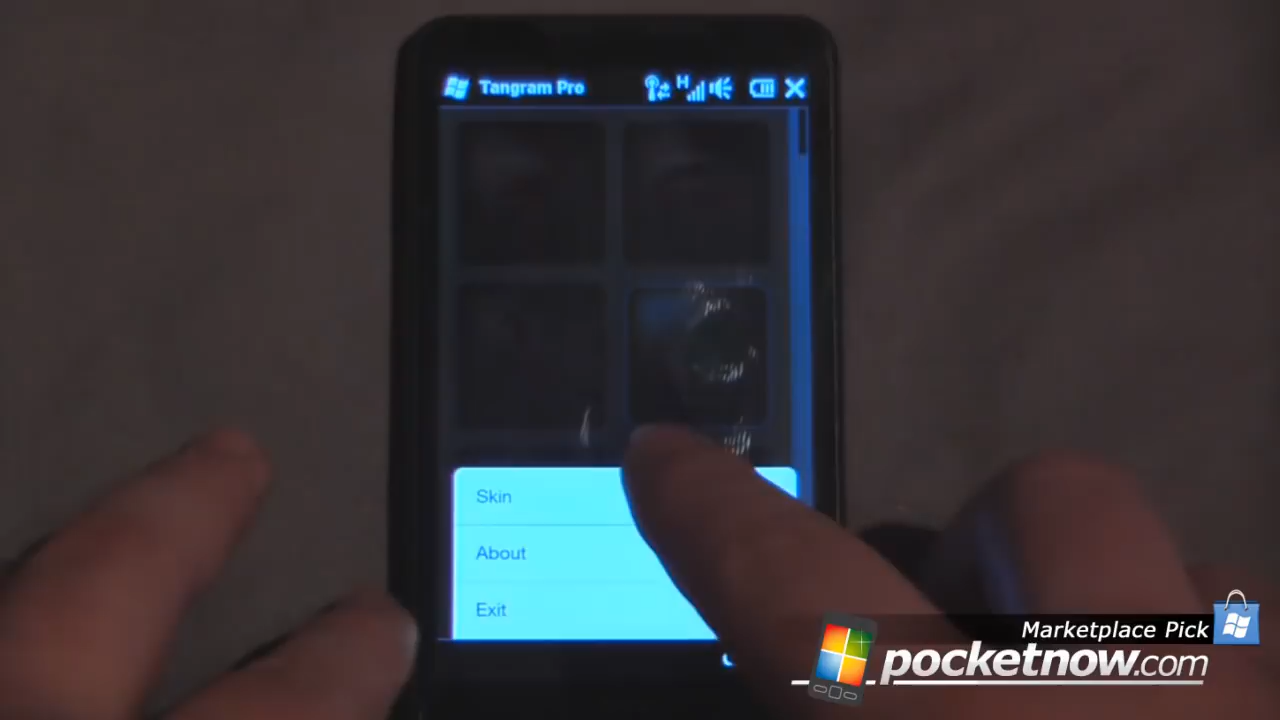 Tangram Pro
H
Skin
About
Exit
Marketplace Pick
pocketnow.com